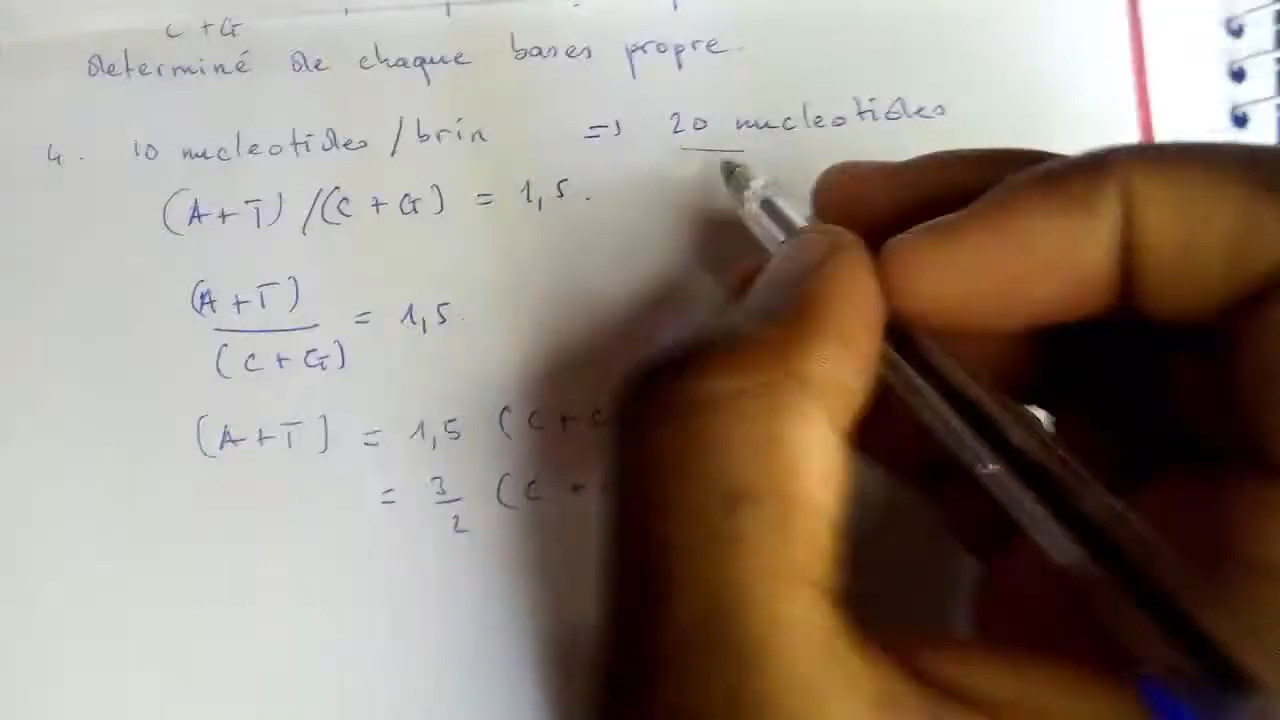 C + G
determiné de chaque bases propre.
4. 10 nucleotides / brin => 20 nucleotides
(A + T) / (C + G) = 1,5.
(A + T)
(C + G)
= 1,5.
(A + T) = 1,5 (C +
= 3/2 (C